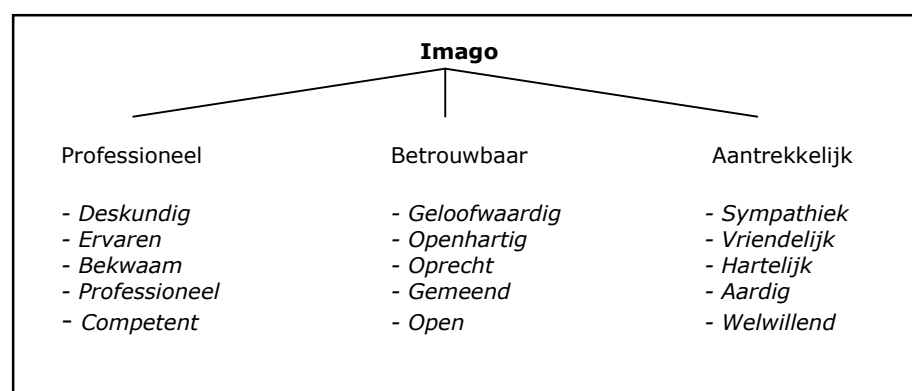 Imago
Professioneel Betrouwbaar Aantrekkelijk
- Deskundig - Geloofwaardig - Sympathiek
- Ervaren - Openhartig - Vriendelijk
- Bekwaam - Oprecht - Hartelijk
- Professioneel - Gemeend - Aardig
- Competent - Open - Welwillend